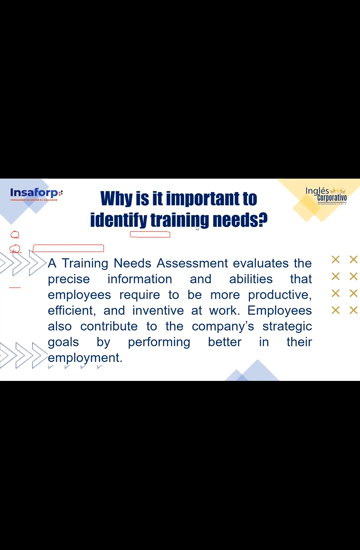 Insaforp
Inglés
Corporativo
Why is it important to
identify training needs?
A Training Needs Assessment evaluates the
precise information and abilities that
employees require to be more productive,
efficient, and inventive at work. Employees
also contribute to the company's strategic
goals by performing better in their
employment.